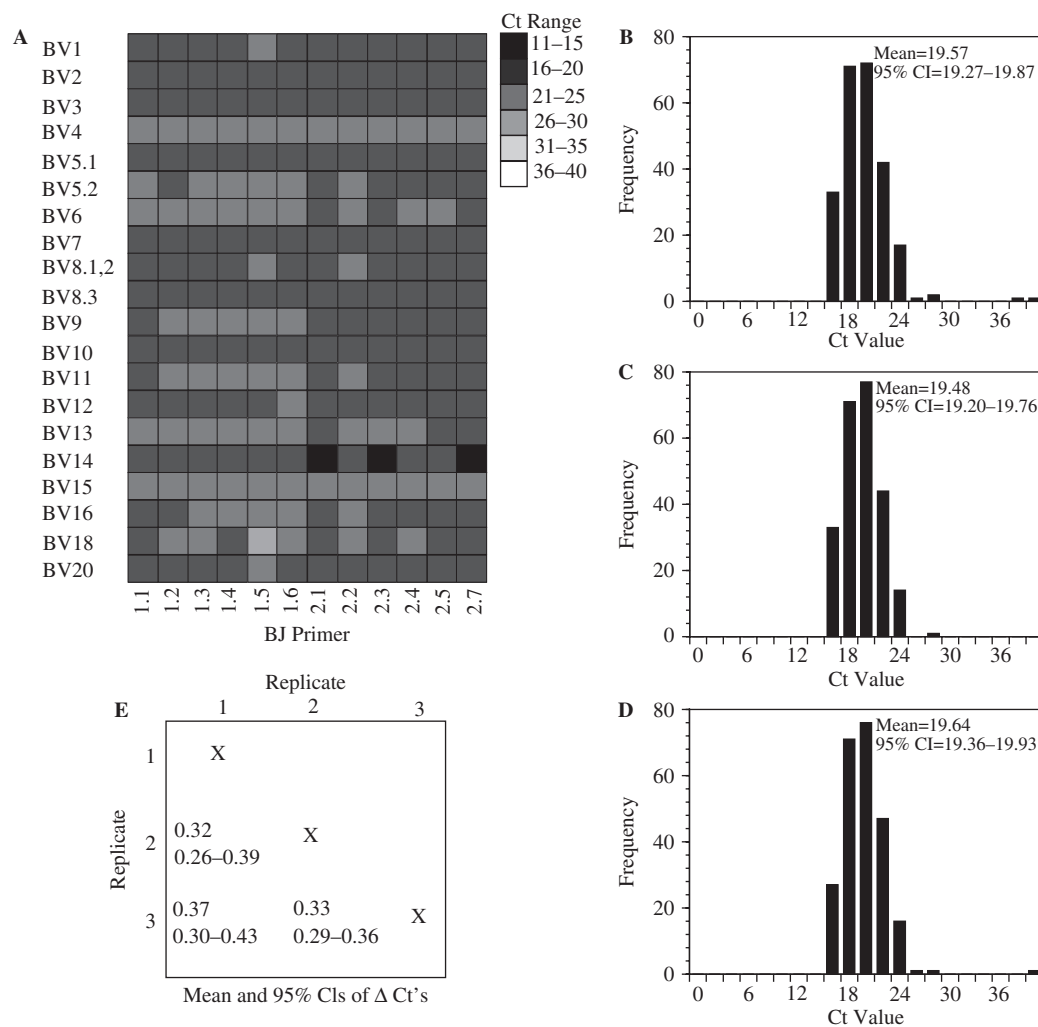 A
BV1
BV2
BV3
BV4
BV5.1
BV5.2
BV6
BV7
BV8.1,2
BV8.3
BV9
BV10
BV11
BV12
BV13
BV14
BV15
BV16
BV18
BV20
1.1 1.2 1.3 1.4 1.5 1.6 2.1 2.2 2.3 2.4 2.5 2.7
BJ Primer
Ct Range
11–15
16–20
21–25
26–30
31–35
36–40
B
Mean=19.57
95% CI=19.27–19.87
80
60
40
20
0
Frequency
0 6 12 18 24 30 36
Ct Value
C
Mean=19.48
95% CI=19.20–19.76
80
60
40
20
0
Frequency
0 6 12 18 24 30 36
Ct Value
D
Mean=19.64
95% CI=19.36–19.93
80
60
40
20
0
Frequency
0 6 12 18 24 30 36
Ct Value
E
Replicate
1 2 3
Replicate
1 X
2 0.32 X
0.26–0.39
3 0.37 0.33 X
0.30–0.43 0.29–0.36
Mean and 95% Cls of Δ Ct's